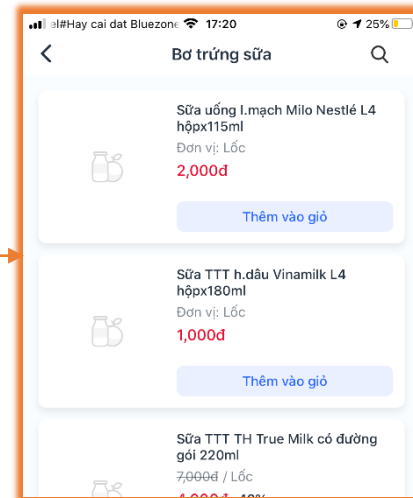 el#Hay cai dat Bluezone 17:20 25%
Bơ trứng sữa
Sữa uống l.mạch Milo Nestlé L4
hộpx115ml
Đơn vị: Lốc
2,000đ
Thêm vào giỏ
Sữa TTT h.dâu Vinamilk L4
hộpx180ml
Đơn vị: Lốc
1,000đ
Thêm vào giỏ
Sữa TTT TH True Milk có đường
gói 220ml
7,000đ / Lốc